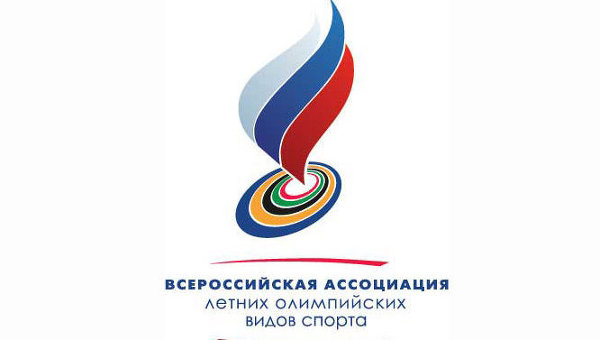 ВСЕРОССИЙСКАЯ АССОЦИАЦИЯ
ЛЕТНИХ ОЛИМПИЙСКИХ
ВИДОВ СПОРТА